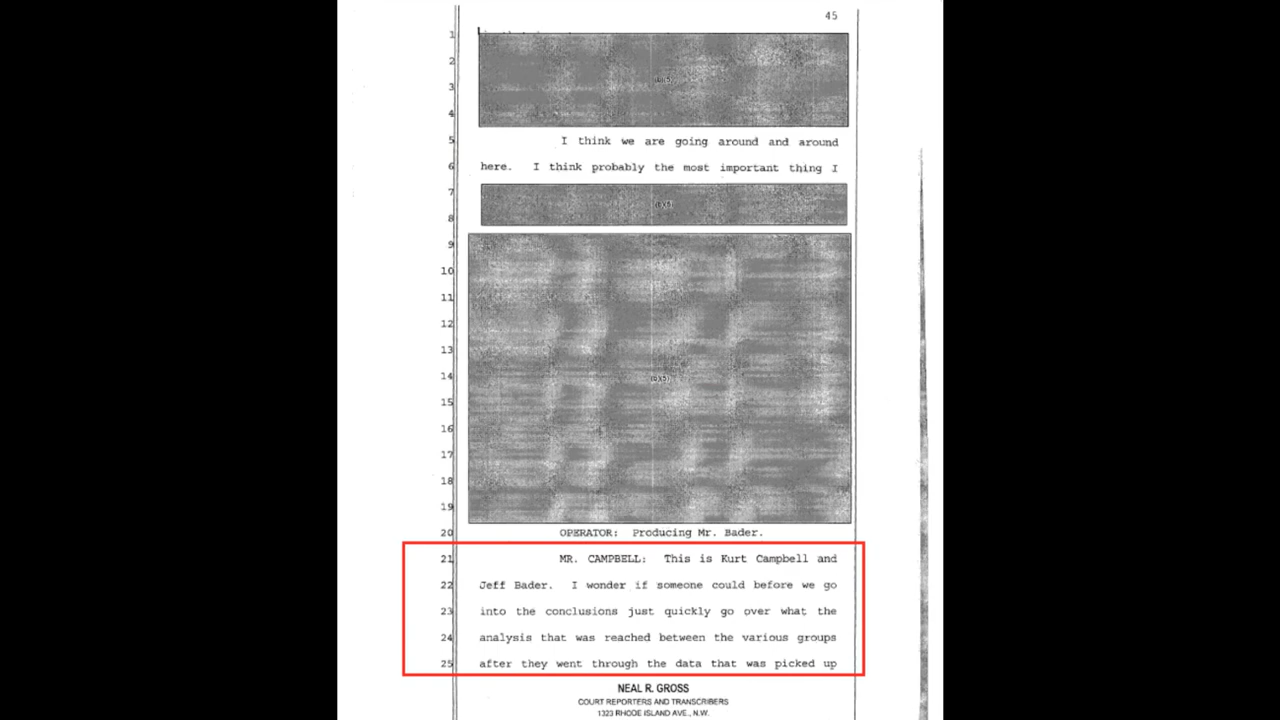 45
1
2
(b)(5)
3
4
5 I think we are going around and around
6 here. I think probably the most important thing I
7
(b)(5)
8
9
10
11
12
13
14 (b)(5)
15
16
17
18
19
20 OPERATOR: Producing Mr. Bader.
21 MR. CAMPBELL: This is Kurt Campbell and
22 Jeff Bader. I wonder if someone could before we go
23 into the conclusions just quickly go over what the
24 analysis that was reached between the various groups
25 after they went through the data that was picked up
NEAL R. GROSS
COURT REPORTERS AND TRANSCRIBERS
1323 RHODE ISLAND AVE., N.W.